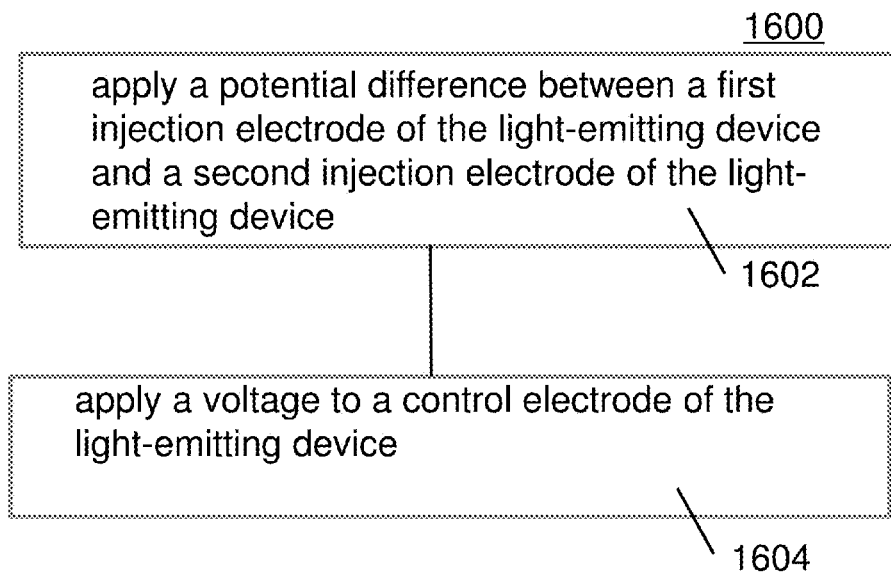 1600
apply a potential difference between a first
injection electrode of the light-emitting device
and a second injection electrode of the light-
emitting device
1602
apply a voltage to a control electrode of the
light-emitting device
1604